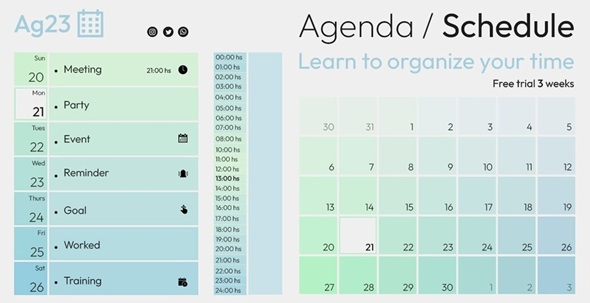 Ag23
Sun
20
Meeting
21:00 hs
Mon
21
Party
Tues
22
Event
Wed
23
Reminder
Thurs
24
Goal
Fri
25
Worked
Sat
26
Training
00:00 hs
01:00 hs
02:00 hs
03:00 hs
04:00 hs
05:00 hs
06:00 hs
07:00 hs
08:00 hs
10:00 hs
11:00 hs
12:00 hs
13:00 hs
14:00 hs
15:00 hs
16:00 hs
17:00 hs
18:00 hs
19:00 hs
20:00 hs
21:00 hs
22:00 hs
23:00 hs
24:00 hs
Agenda / Schedule
Learn to organize your time
Free trial 3 weeks
30 31 1 2 3 4 5
6 7 8 9 10 11 12
13 14 15 16 17 18 19
20 21 22 23 24 25 26
27 28 29 30 1 2 3